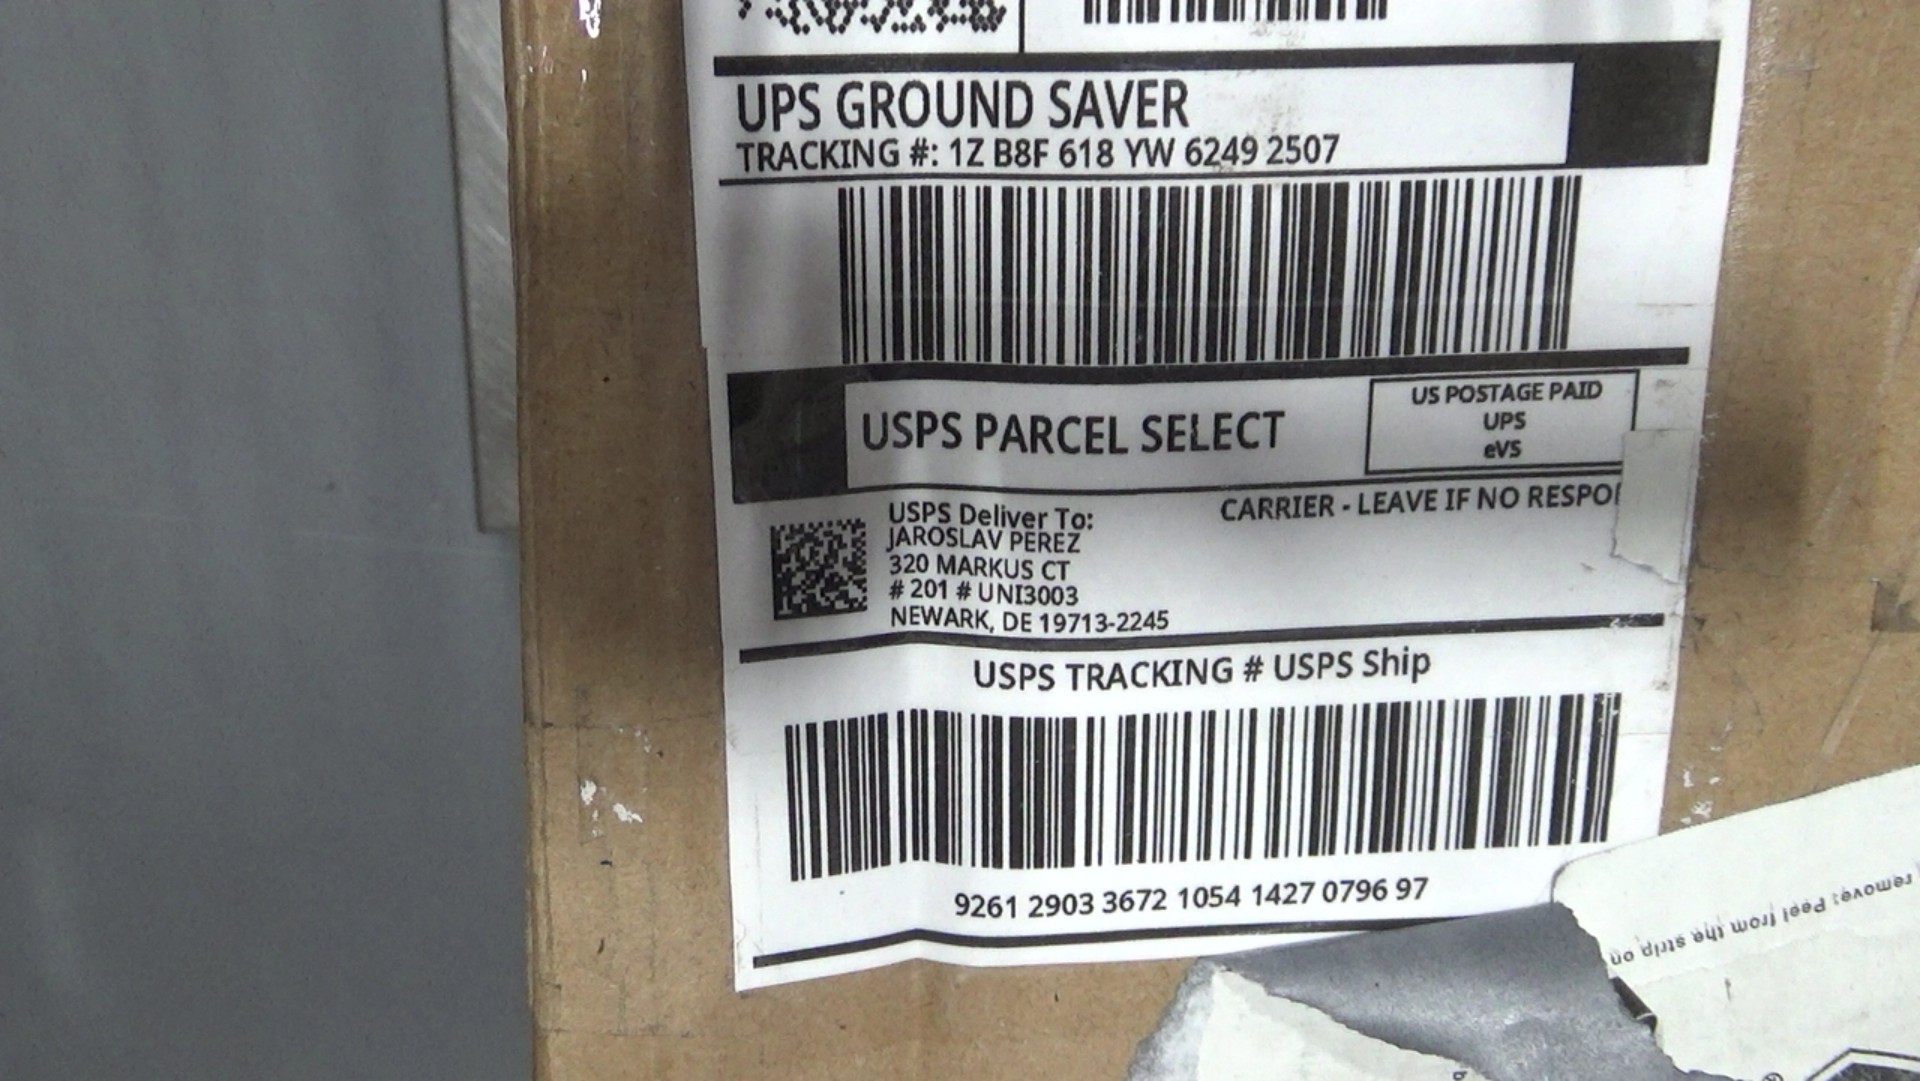 UPS GROUND SAVER
TRACKING #: 1Z B8F 618 YW 6249 2507
USPS PARCEL SELECT
US POSTAGE PAID
UPS
eVS
CARRIER - LEAVE IF NO
USPS Deliver To:
JAROSLAV PEREZ
320 MARKUS CT
# 201 # UNI3003
NEWARK, DE 19713-2245
USPS TRACKING # USPS Ship
9261 2903 3672 1054 1427 0796 97
remove: Peel from the strip on